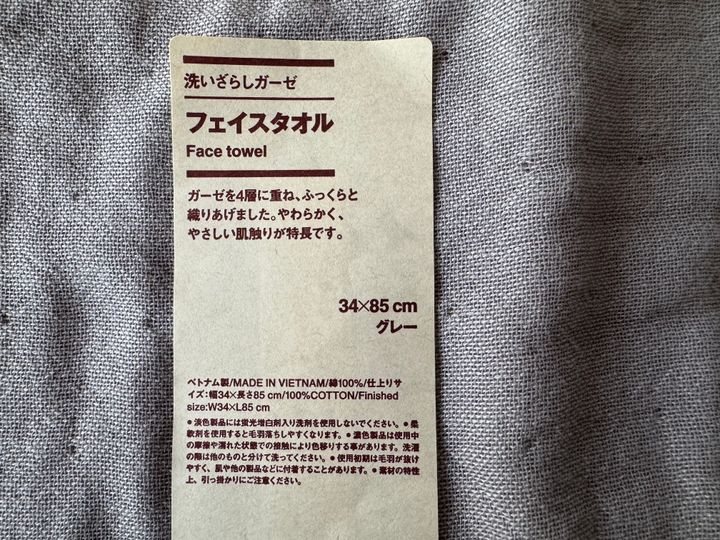 洗いざらしガーゼ
フェイスタオル
Face towel
ガーゼを4層に重ね、ふっくらと
織りあげました。やわらかく、
やさしい肌触りが特長です。
34×85 cm
グレー
ベトナム製/MADE IN VIETNAM/綿100%/仕上りサ
イズ:幅34×長さ85 cm/100%COTTON/Finished
size:W34×L85 cm
●淡色製品には蛍光増白剤入り洗剤を使用しないでください。●柔
軟剤を使用すると毛羽落ちしやすくなります。●濃色製品は使用中
の摩擦や濡れた状態での接触により色移りする事があります。洗濯
の際は他のものと分けて洗ってください。●使用初期は毛羽が抜け
やすく、肌や他の製品などに付着することがあります。●素材の特性
上、引っ掛かりにご注意ください。